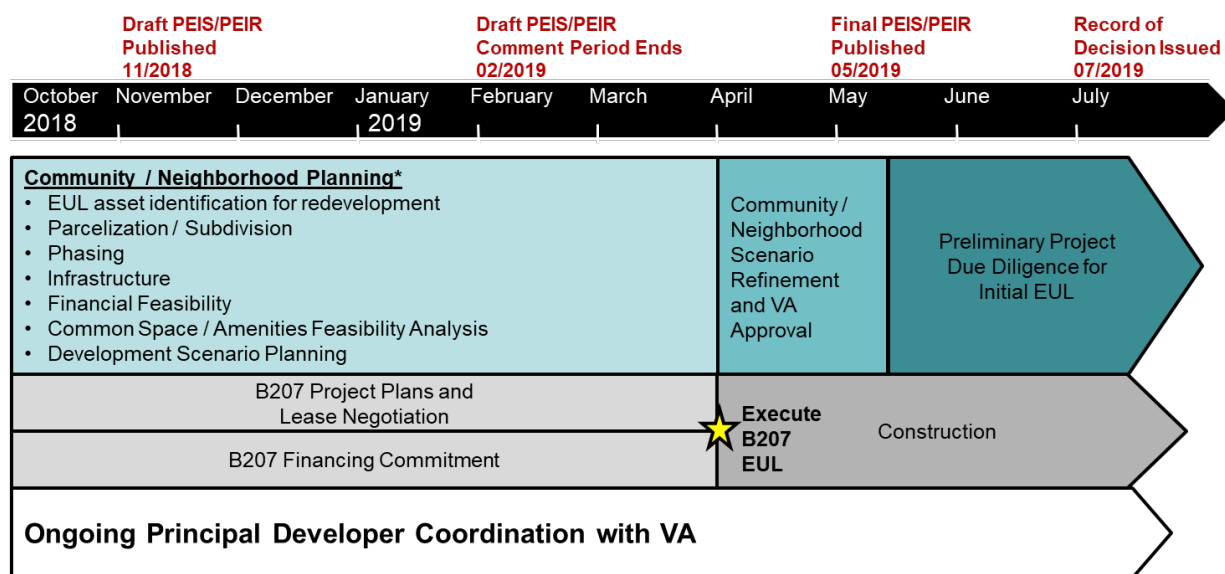 Draft PEIS/PEIR
Published
11/2018
Draft PEIS/PEIR
Comment Period Ends
02/2019
Final PEIS/PEIR
Published
05/2019
Record of
Decision Issued
07/2019
October November December January February March April May June July
2018 2019
Community / Neighborhood Planning*
• EUL asset identification for redevelopment
• Parcelization / Subdivision
• Phasing
• Infrastructure
• Financial Feasibility
• Common Space / Amenities Feasibility Analysis
• Development Scenario Planning
Community /
Neighborhood
Scenario
Refinement
and VA
Approval
Preliminary Project
Due Diligence for
Initial EUL
B207 Project Plans and
Lease Negotiation
B207 Financing Commitment
Execute
B207
EUL
Construction
Ongoing Principal Developer Coordination with VA